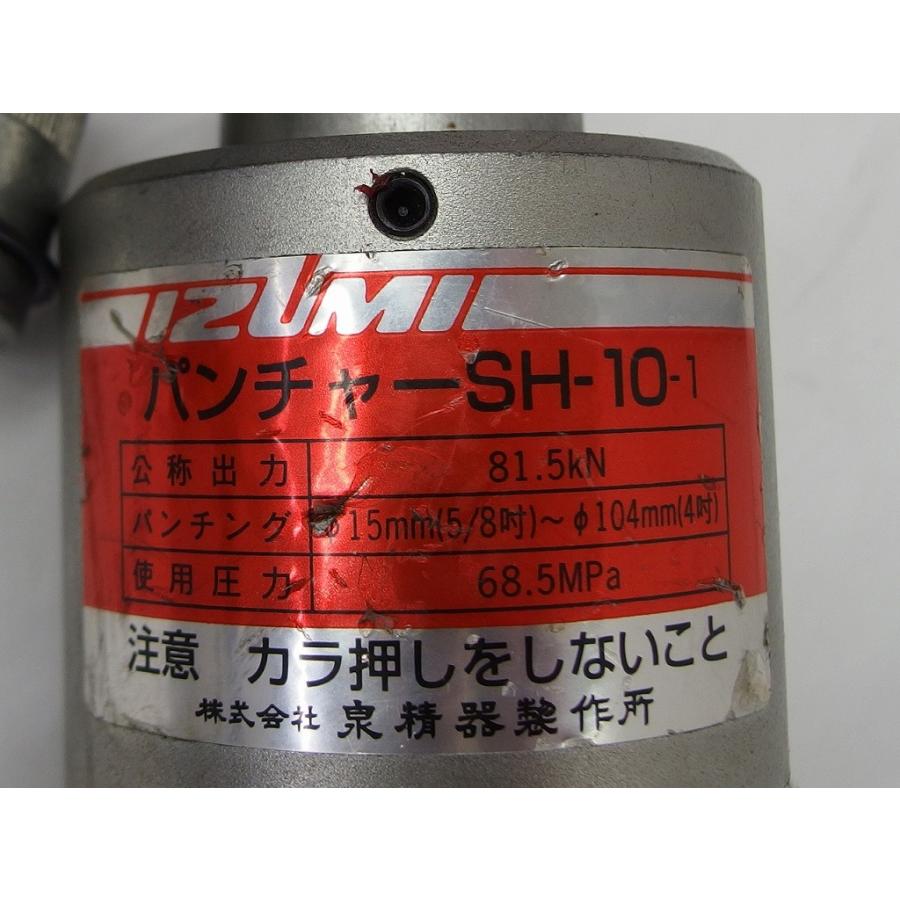 IZUMI
パンチャーSH-10-1
公称出力 81.5kN
パンチング φ15mm(5/8吋)～φ104mm(4吋)
使用圧力 68.5MPa
注意 カラ押しをしないこと
株式会社 泉精器製作所